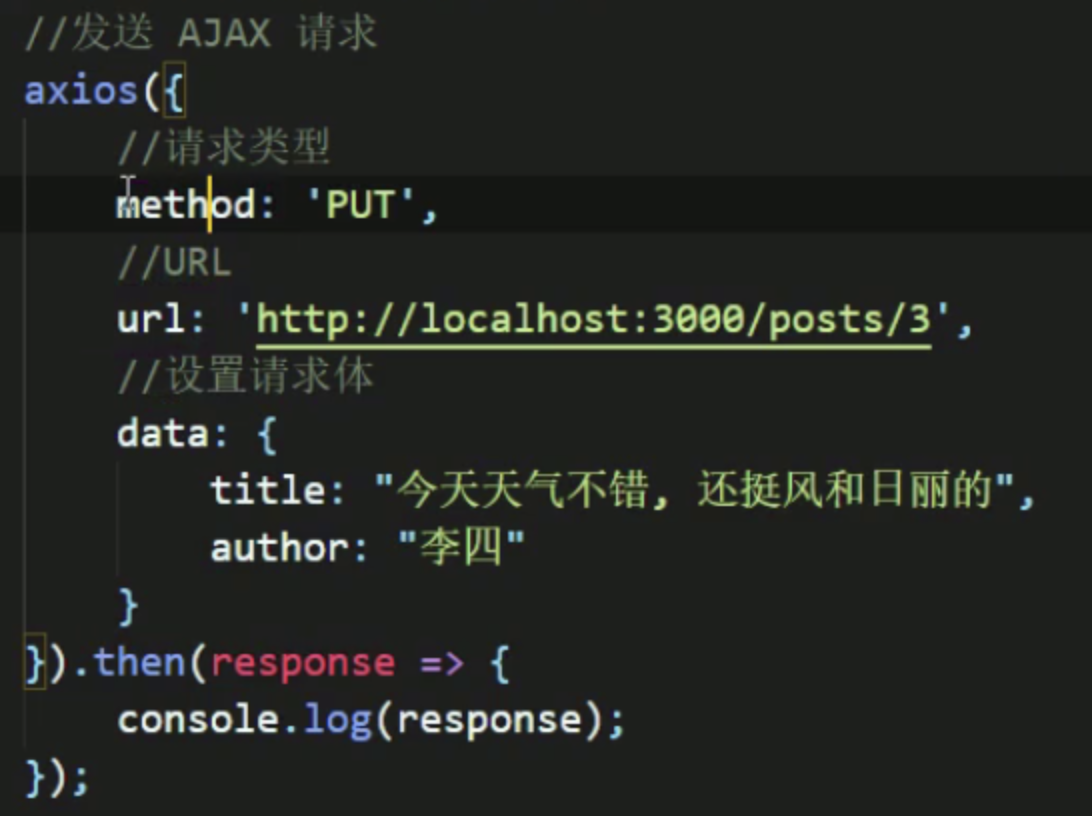 //发送 AJAX 请求
axios({
    //请求类型
    method: 'PUT',
    //URL
    url: 'http://localhost:3000/posts/3',
    //设置请求体
    data: {
        title: "今天天气不错, 还挺风和日丽的",
        author: "李四"
    }
}).then(response => {
    console.log(response);
});